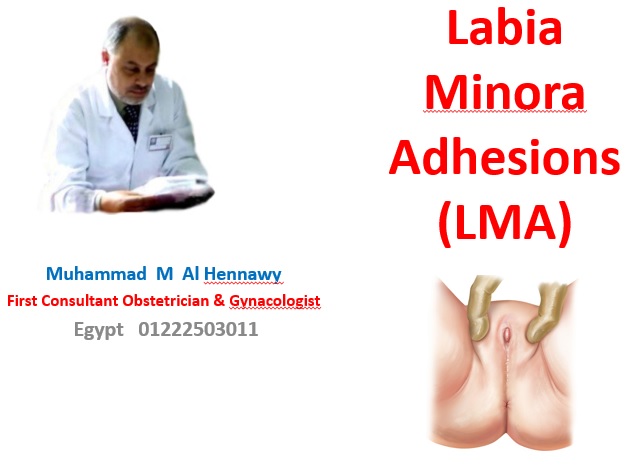 Labia
Minora
Adhesions
(LMA)
Muhammad M Al Hennawy
First Consultant Obstetrician & Gynacologist
Egypt 01222503011